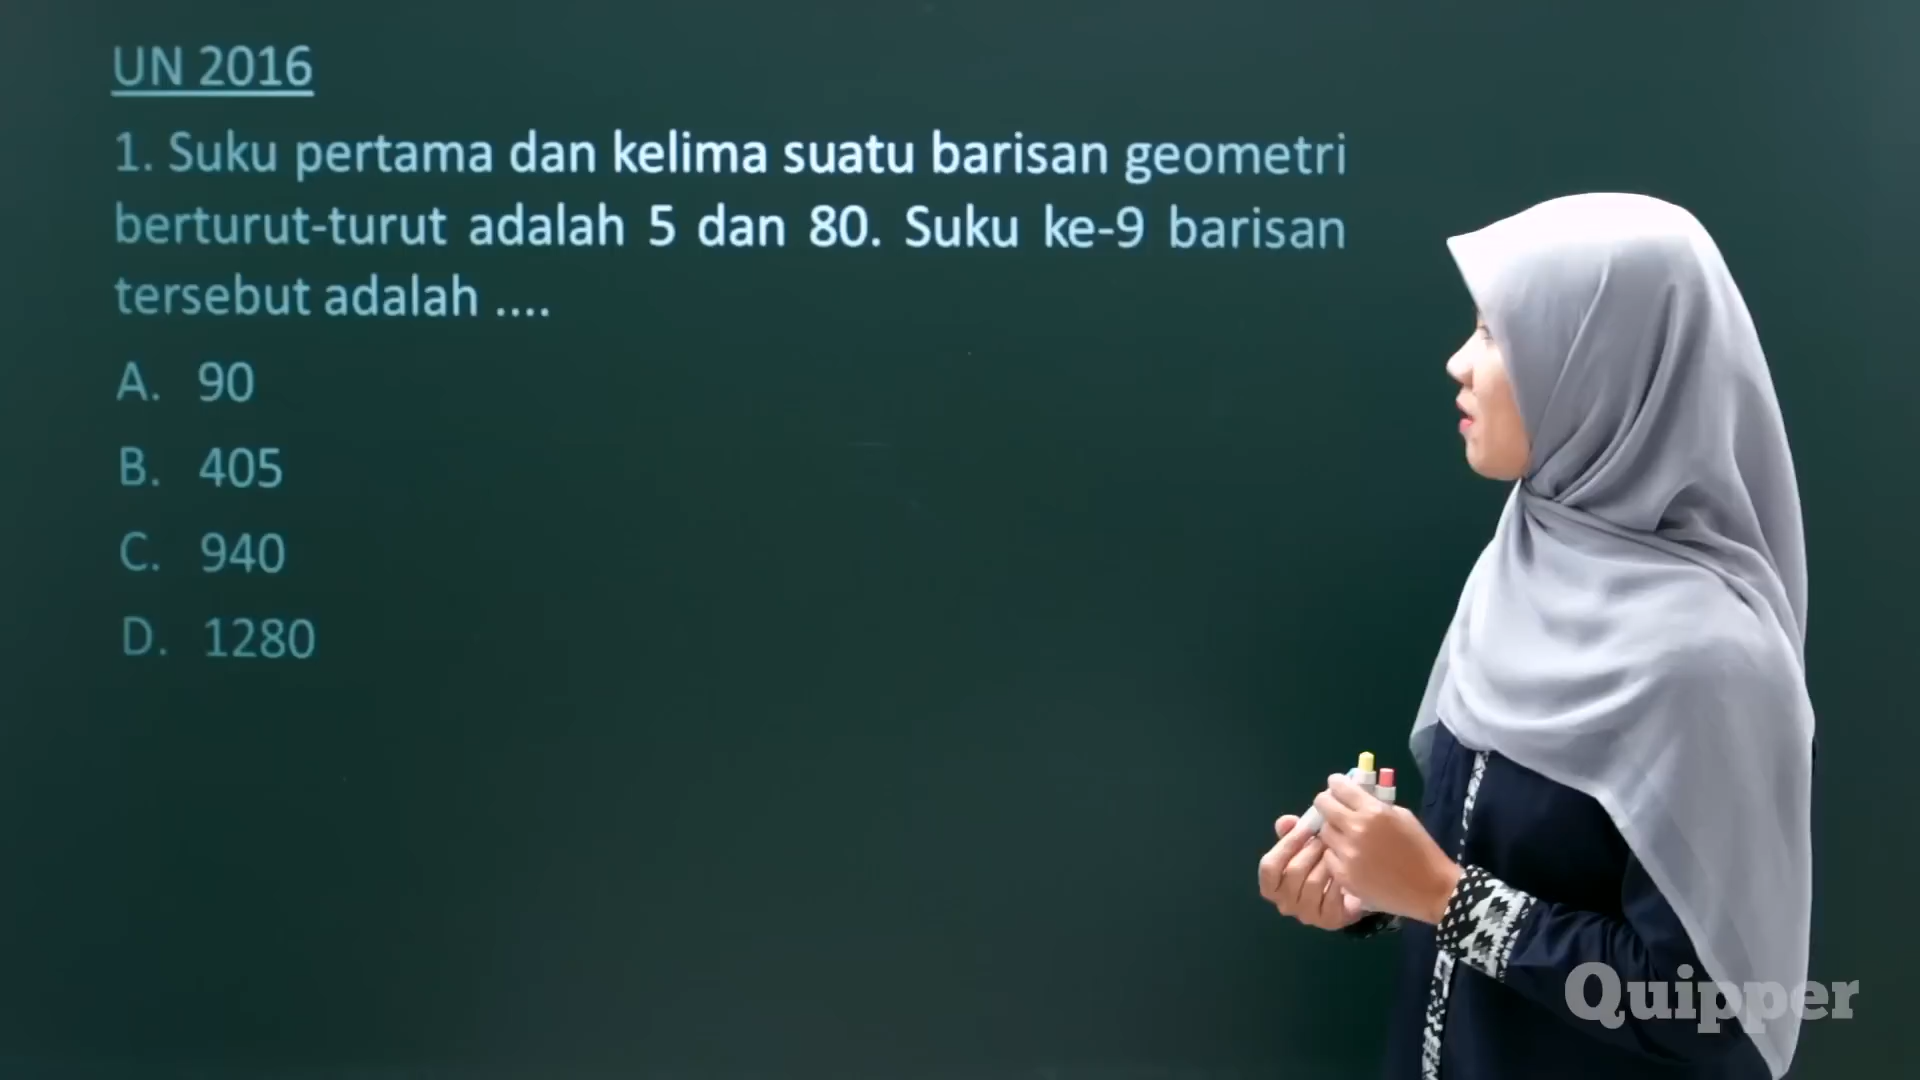 UN 2016
1. Suku pertama dan kelima suatu barisan geometri
berturut-turut adalah 5 dan 80. Suku ke-9 barisan
tersebut adalah ....
A. 90
B. 405
C. 940
D. 1280
Quipper